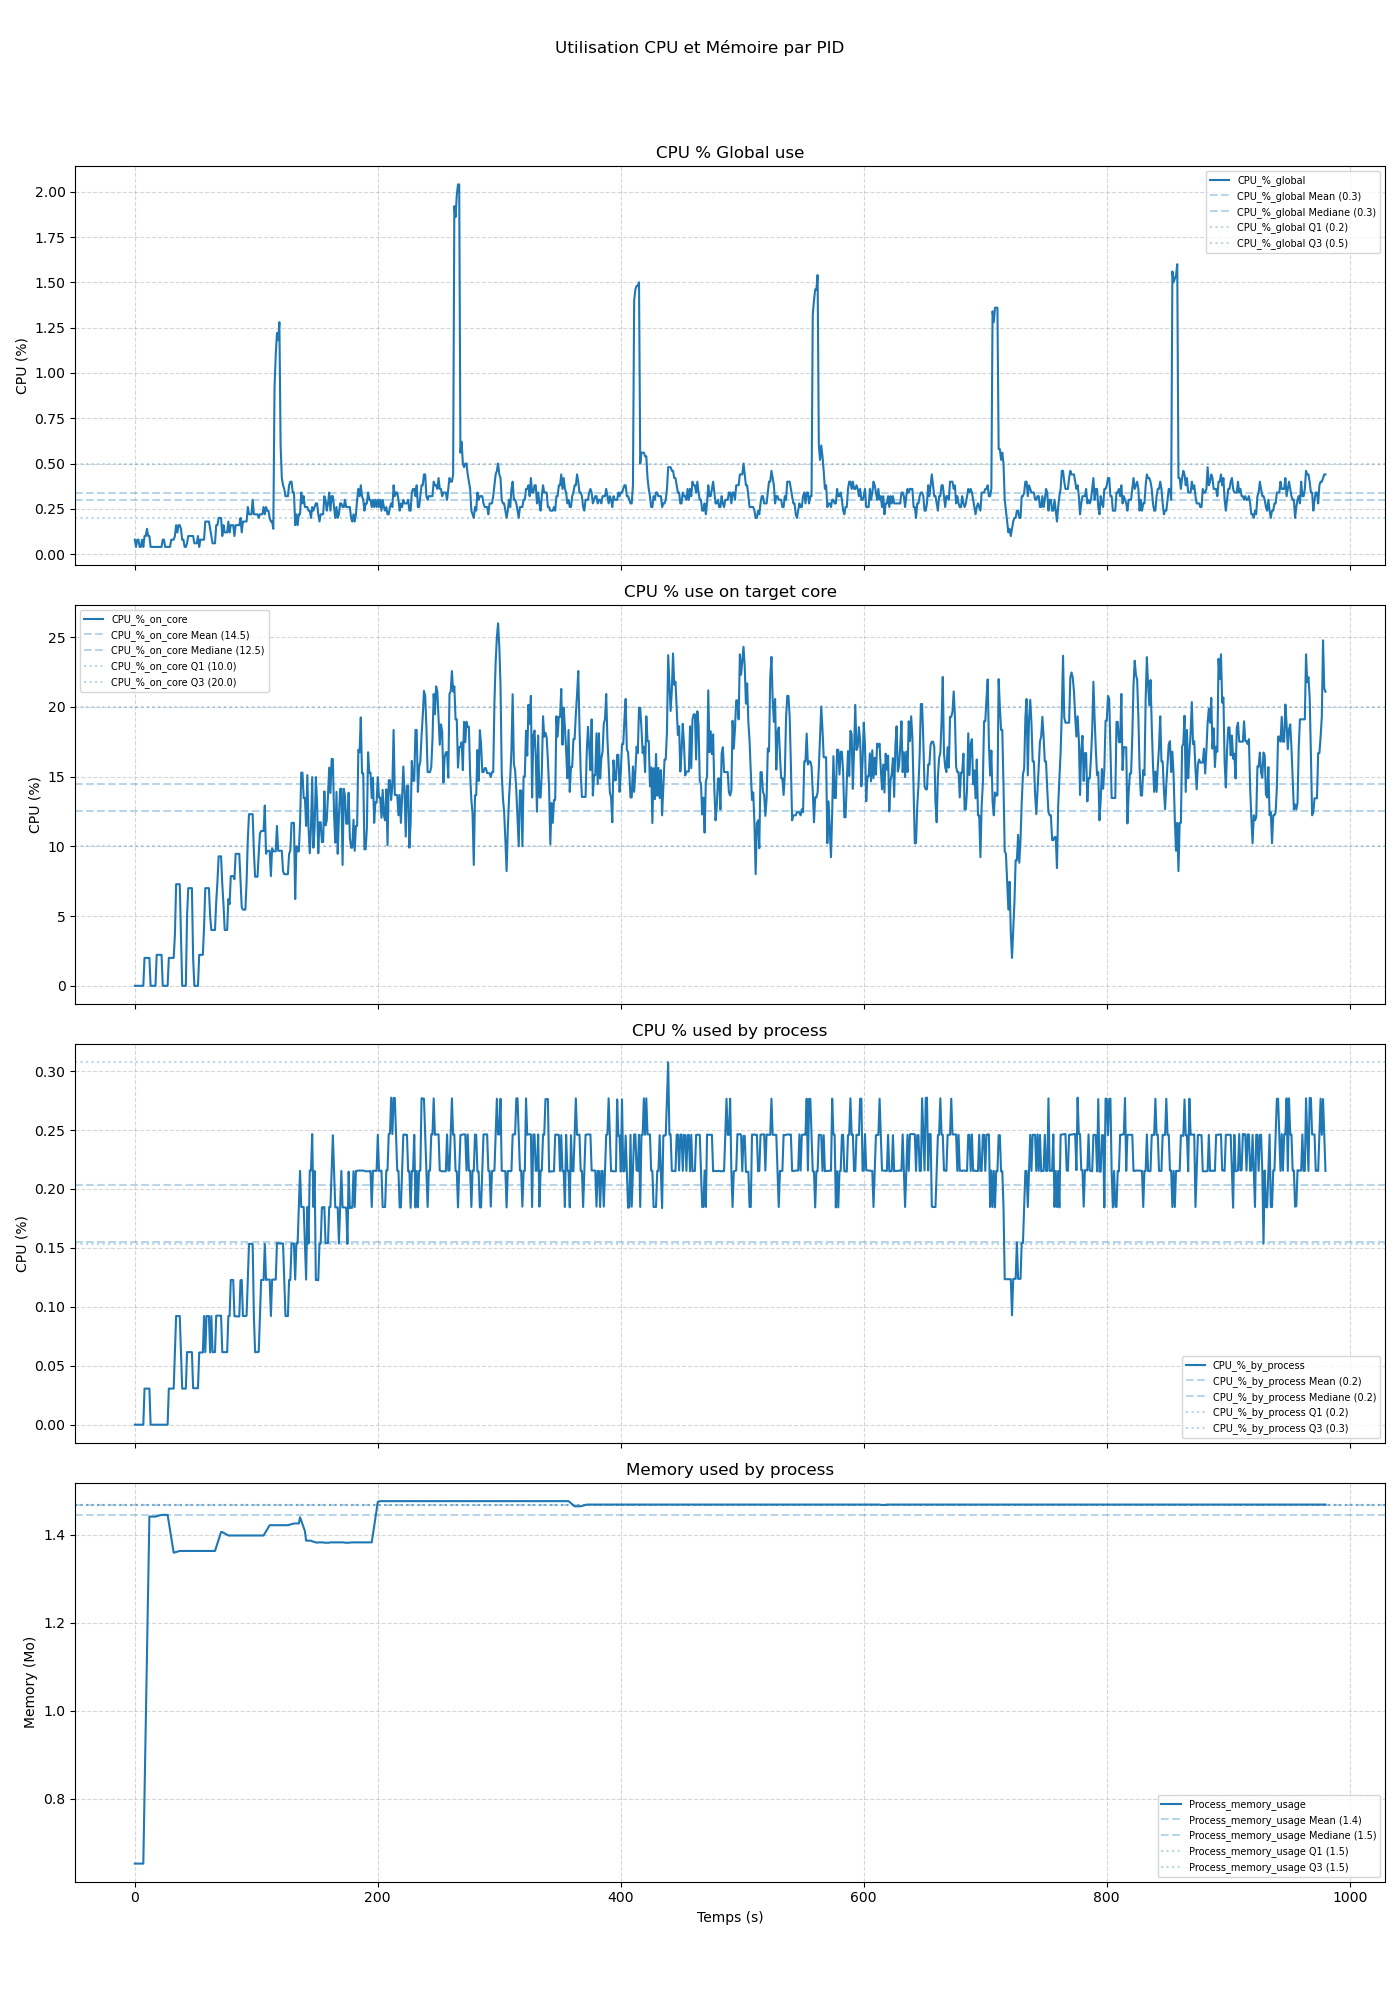 Utilisation CPU et Mémoire par PID
CPU % Global use
2.00
1.75
1.50
1.25
1.00
0.75
0.50
0.25
0.00
CPU (%)
CPU_%_global
CPU_%_global Mean (0.3)
CPU_%_global Mediane (0.3)
CPU_%_global Q1 (0.2)
CPU_%_global Q3 (0.5)
CPU % use on target core
25
20
15
10
5
0
CPU (%)
CPU_%_on_core
CPU_%_on_core Mean (14.5)
CPU_%_on_core Mediane (12.5)
CPU_%_on_core Q1 (10.0)
CPU_%_on_core Q3 (20.0)
CPU % used by process
0.30
0.25
0.20
0.15
0.10
0.05
0.00
CPU (%)
CPU_%_by_process
CPU_%_by_process Mean (0.2)
CPU_%_by_process Mediane (0.2)
CPU_%_by_process Q1 (0.2)
CPU_%_by_process Q3 (0.3)
Memory used by process
1.4
1.2
1.0
0.8
Memory (Mo)
Process_memory_usage
Process_memory_usage Mean (1.4)
Process_memory_usage Mediane (1.5)
Process_memory_usage Q1 (1.5)
Process_memory_usage Q3 (1.5)
0 200 400 600 800 1000
Temps (s)